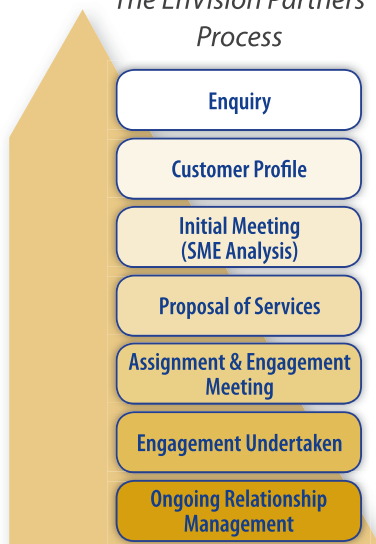 The EnVision Partners
Process
Enquiry
Customer Profile
Initial Meeting
(SME Analysis)
Proposal of Services
Assignment & Engagement
Meeting
Engagement Undertaken
Ongoing Relationship
Management